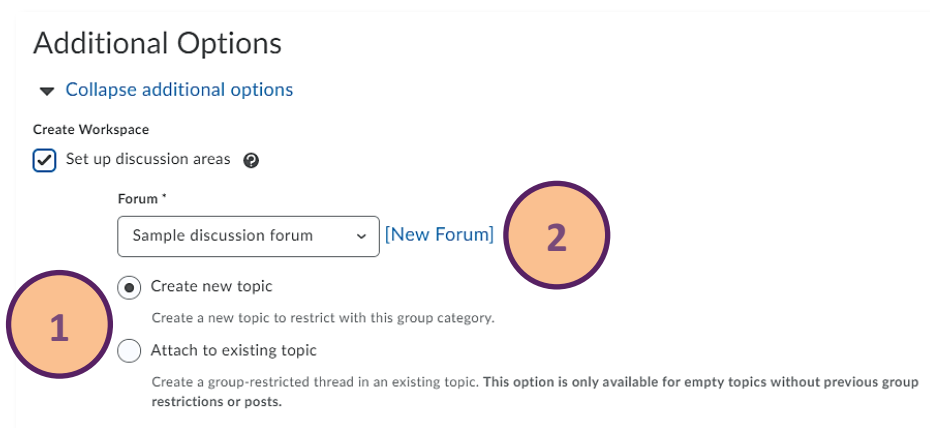 Additional Options
Collapse additional options
Create Workspace
Set up discussion areas ?
Forum *
Sample discussion forum [New Forum] 2
Create new topic
1 Create a new topic to restrict with this group category.
Attach to existing topic
Create a group-restricted thread in an existing topic. This option is only available for empty topics without previous group
restrictions or posts.